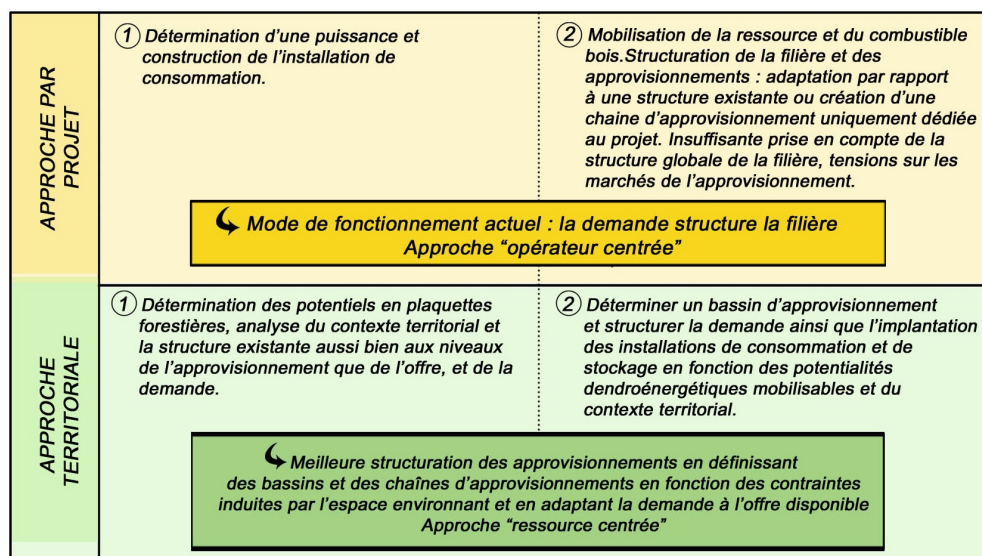 APPROCHE PAR
PROJET
① Détermination d'une puissance et
construction de l'installation de
consommation.
② Mobilisation de la ressource et du combustible
bois.Structuration de la filière et des
approvisionnements : adaptation par rapport
à une structure existante ou création d'une
chaine d'approvisionnement uniquement dédiée
au projet. Insuffisante prise en compte de la
structure globale de la filière, tensions sur les
marchés de l'approvisionnement.
Mode de fonctionnement actuel : la demande structure la filière
Approche "opérateur centrée"
APPROCHE
TERRITORIALE
① Détermination des potentiels en plaquettes
forestières, analyse du contexte territorial et
la structure existante aussi bien aux niveaux
de l'approvisionnement que de l'offre, et de la
demande.
② Déterminer un bassin d'approvisionnement
et structurer la demande ainsi que l'implantation
des installations de consommation et de
stockage en fonction des potentialités
dendroénergétiques mobilisables et du
contexte territorial.
Meilleure structuration des approvisionnements en définissant
des bassins et des chaînes d'approvisionnements en fonction des contraintes
induites par l'espace environnant et en adaptant la demande à l'offre disponible
Approche "ressource centrée"